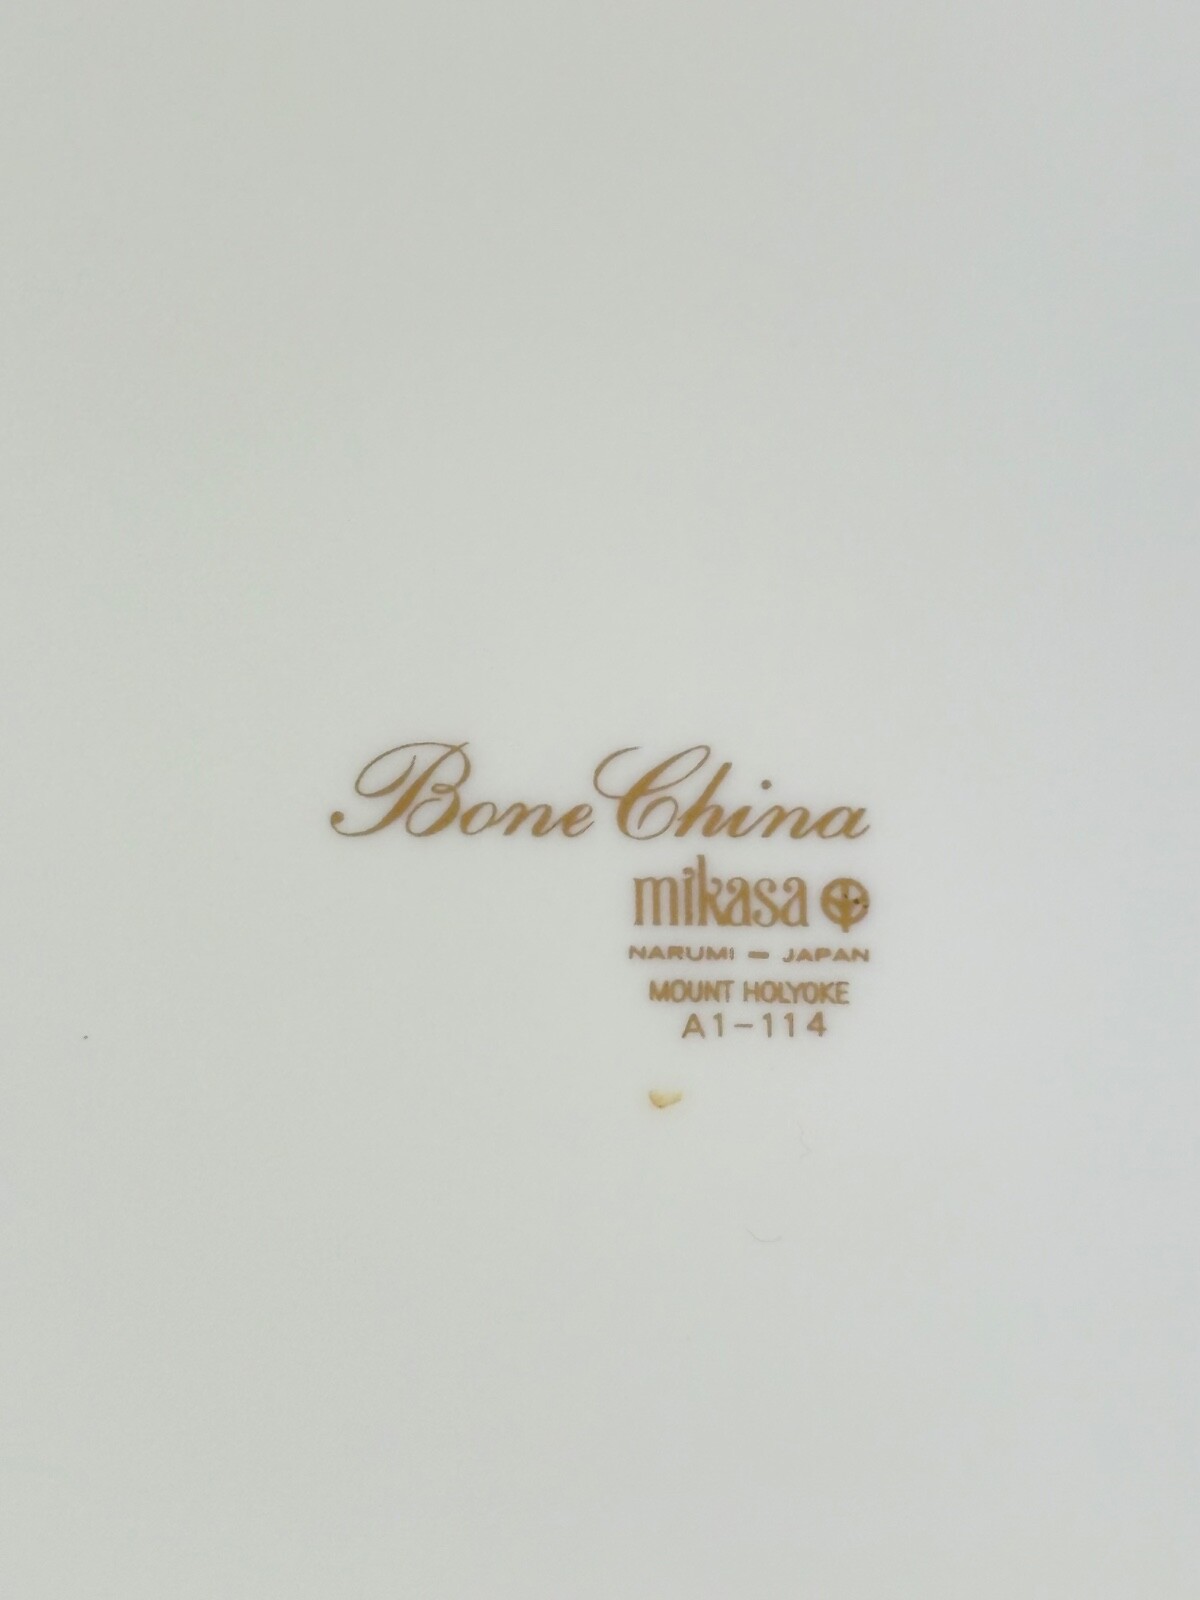 Bone China
mikasa
NARUMI – JAPAN
MOUNT HOLYOKE
A1-114